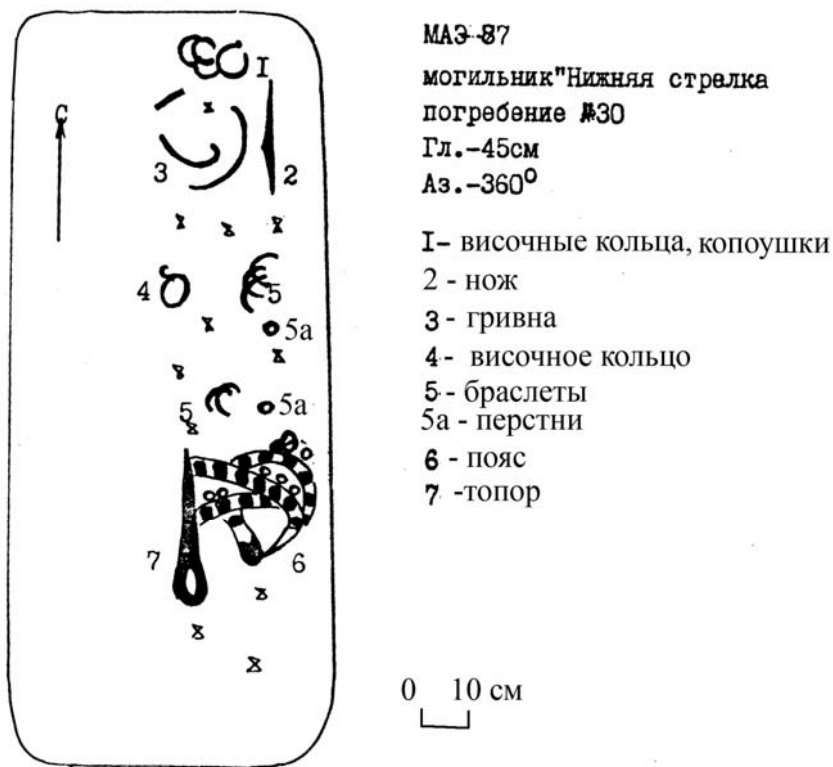 МАЭ-87
могильник"Нижняя стрелка
погребение №30
Гл.-45см
Аз.-360°
I- височные кольца, копоушки
2 - нож
3 - гривна
4- височное кольцо
5 - браслеты
5а - перстни
6 - пояс
7 -топор
С
I
3
2
4
5
5а
5
5а
7
6
0 10 см